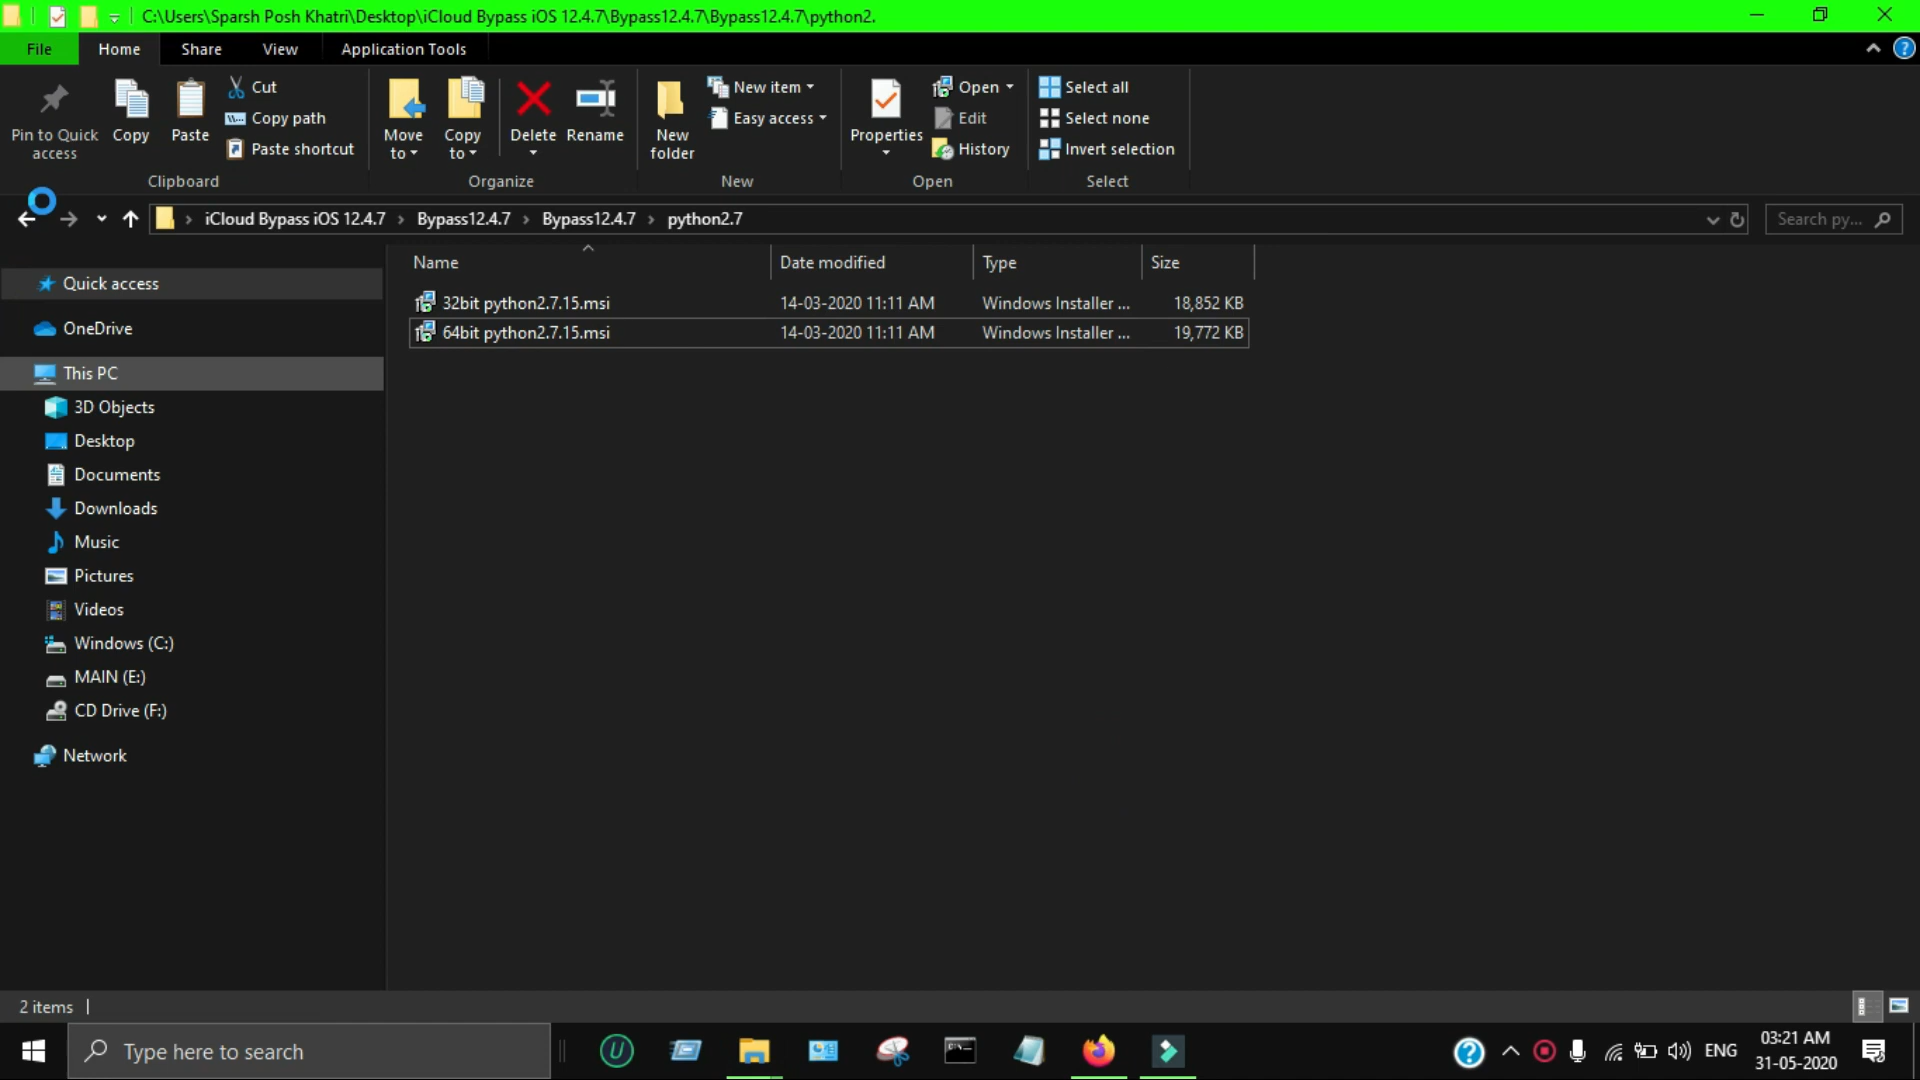 C:\Users\Sparsh Posh Khatri\Desktop\iCloud Bypass iOS 12.4.7\Bypass12.4.7\Bypass12.4.7\python2.
File Home Share View Application Tools
Pin to Quick access
Copy
Paste
Cut
Copy path
Paste shortcut
Clipboard
Move to
Copy to
Delete
Rename
Organize
New folder
New item
Easy access
New
Properties
Open
Edit
History
Open
Select all
Select none
Invert selection
Select
iCloud Bypass iOS 12.4.7 › Bypass12.4.7 › Bypass12.4.7 › python2.7
Search py...
Quick access
OneDrive
This PC
3D Objects
Desktop
Documents
Downloads
Music
Pictures
Videos
Windows (C:)
MAIN (E:)
CD Drive (F:)
Network
Name Date modified Type Size
32bit python2.7.15.msi 14-03-2020 11:11 AM Windows Installer ... 18,852 KB
64bit python2.7.15.msi 14-03-2020 11:11 AM Windows Installer ... 19,772 KB
2 items
Type here to search
ENG
03:21 AM
31-05-2020